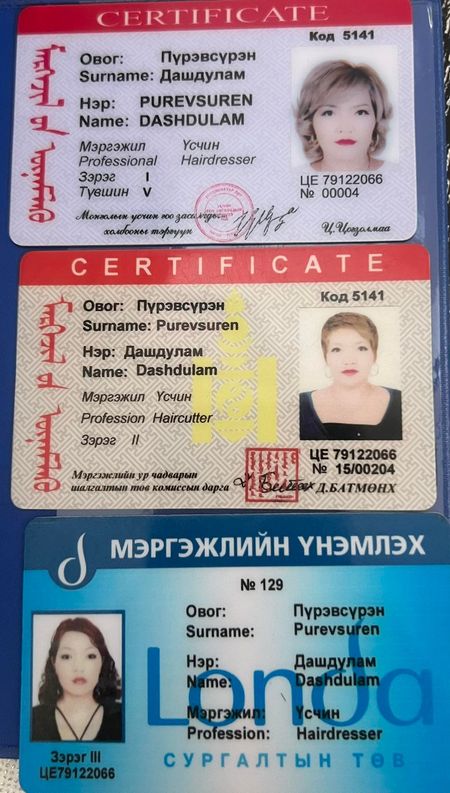 CERTIFICATE
Код 5141
Овог: Пүрэвсүрэн
Surname: Дашдулам
Нэр: PUREVSUREN
Name: DASHDULAM
Мэргэжил Үсчин
Professional Hairdresser
Зэрэг I
Түвшин V
ЦЕ 79122066
№ 00004
Монголын үсчин гоо засалчдын
холбооны тэргүүн
Ц.Цогзолмаа
CERTIFICATE
Код 5141
Овог: Пүрэвсүрэн
Surname: Purevsuren
Нэр: Дашдулам
Name: Dashdulam
Мэргэжил Үсчин
Profession Haircutter
Зэрэг II
ЦЕ 79122066
№ 15/00204
Мэргэжлийн ур чадварын
шалгалтын төв комиссын дарга
Д.БАТМӨНХ
МЭРГЭЖЛИЙН ҮНЭМЛЭХ
№ 129
Овог: Пүрэвсүрэн
Surname: Purevsuren
Нэр: Дашдулам
Name: Dashdulam
Londa
Мэргэжил: Үсчин
Profession: Hairdresser
Зэрэг III
ЦЕ79122066
СУРГАЛТЫН ТӨВ